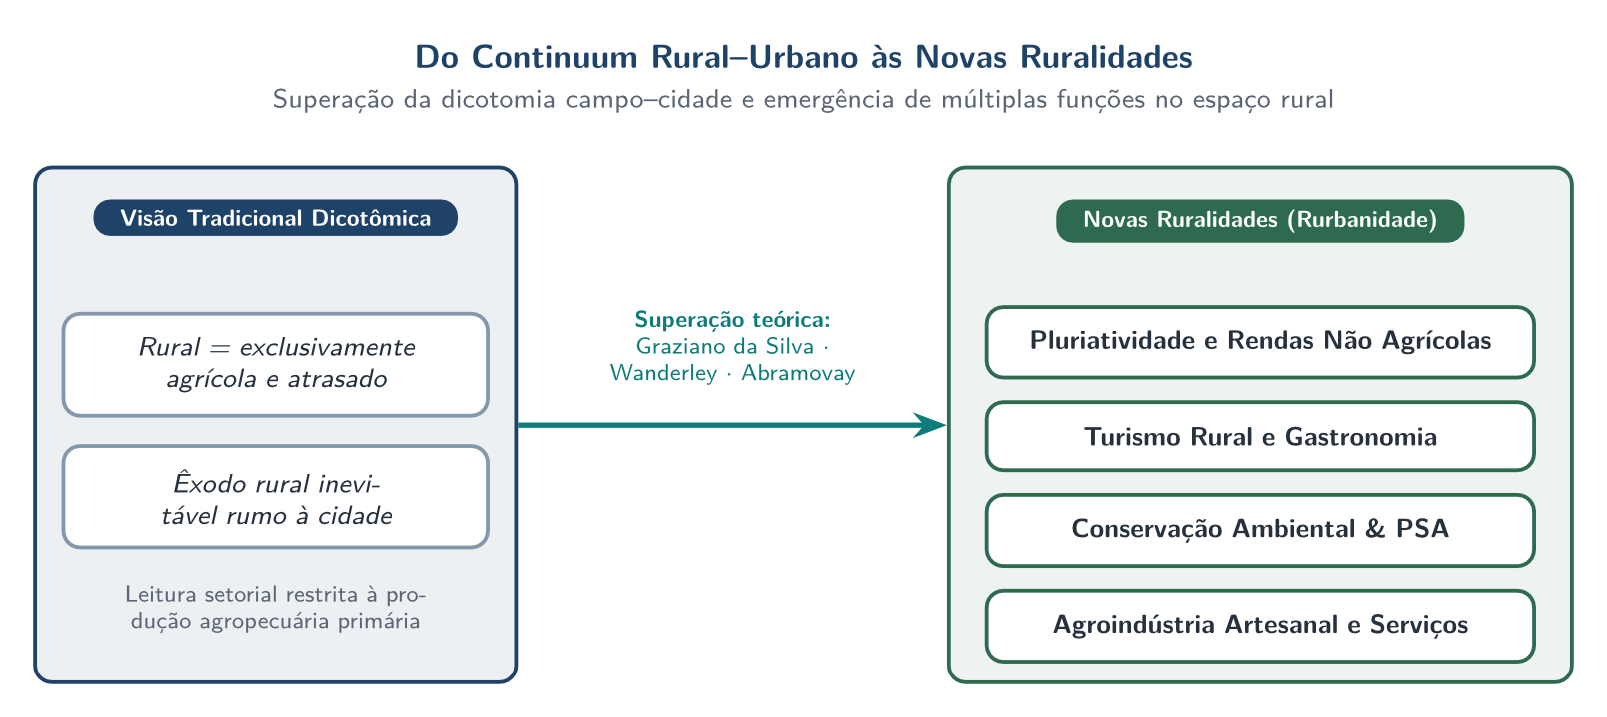 Do Continuum Rural–Urbano às Novas Ruralidades
Superação da dicotomia campo–cidade e emergência de múltiplas funções no espaço rural
Visão Tradicional Dicotômica
Rural = exclusivamente
agrícola e atrasado
Êxodo rural inevi-
tável rumo à cidade
Leitura setorial restrita à pro-
dução agropecuária primária
Superação teórica:
Graziano da Silva ·
Wanderley · Abramovay
Novas Ruralidades (Rurbanidade)
Pluriatividade e Rendas Não Agrícolas
Turismo Rural e Gastronomia
Conservação Ambiental & PSA
Agroindústria Artesanal e Serviços